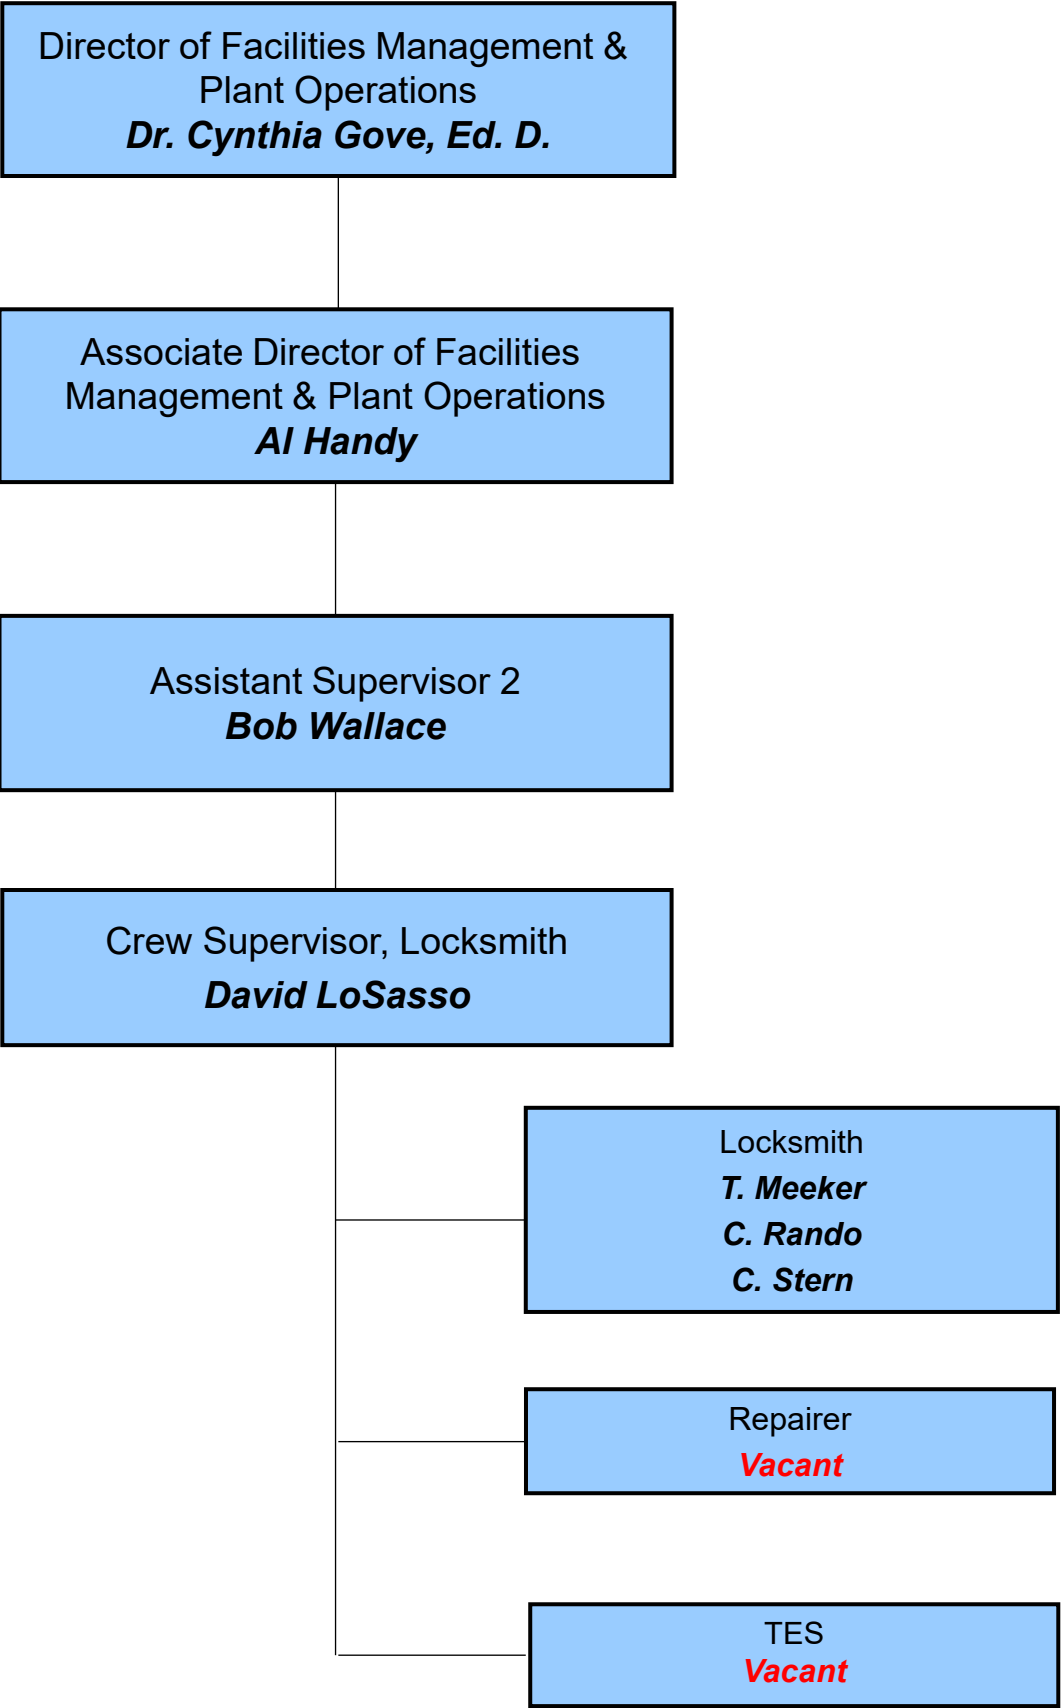 Director of Facilities Management &
Plant Operations
Dr. Cynthia Gove, Ed. D.
Associate Director of Facilities
Management & Plant Operations
Al Handy
Assistant Supervisor 2
Bob Wallace
Crew Supervisor, Locksmith
David LoSasso
Locksmith
T. Meeker
C. Rando
C. Stern
Repairer
Vacant
TES
Vacant